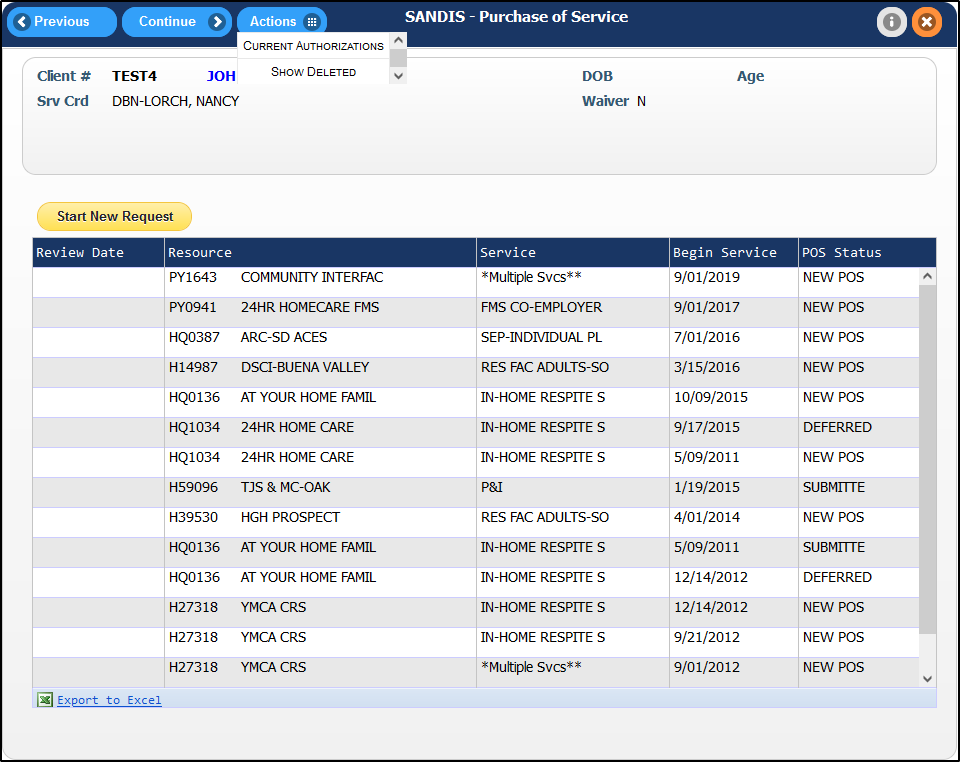 Previous Continue Actions SANDIS - Purchase of Service
CURRENT AUTHORIZATIONS
SHOW DELETED
Client # TEST4 JOH DOB Age
Srv Crd DBN-LORCH, NANCY Waiver N
Start New Request
Review Date Resource Service Begin Service POS Status
PY1643 COMMUNITY INTERFAC *Multiple Svcs** 9/01/2019 NEW POS
PY0941 24HR HOMECARE FMS FMS CO-EMPLOYER 9/01/2017 NEW POS
HQ0387 ARC-SD ACES SEP-INDIVIDUAL PL 7/01/2016 NEW POS
H14987 DSCI-BUENA VALLEY RES FAC ADULTS-SO 3/15/2016 NEW POS
HQ0136 AT YOUR HOME FAMIL IN-HOME RESPITE S 10/09/2015 NEW POS
HQ1034 24HR HOME CARE IN-HOME RESPITE S 9/17/2015 DEFERRED
HQ1034 24HR HOME CARE IN-HOME RESPITE S 5/09/2011 NEW POS
H59096 TJS & MC-OAK P&I 1/19/2015 SUBMITTE
H39530 HGH PROSPECT RES FAC ADULTS-SO 4/01/2014 NEW POS
HQ0136 AT YOUR HOME FAMIL IN-HOME RESPITE S 5/09/2011 SUBMITTE
HQ0136 AT YOUR HOME FAMIL IN-HOME RESPITE S 12/14/2012 DEFERRED
H27318 YMCA CRS IN-HOME RESPITE S 12/14/2012 NEW POS
H27318 YMCA CRS IN-HOME RESPITE S 9/21/2012 NEW POS
H27318 YMCA CRS *Multiple Svcs** 9/01/2012 NEW POS
Export to Excel